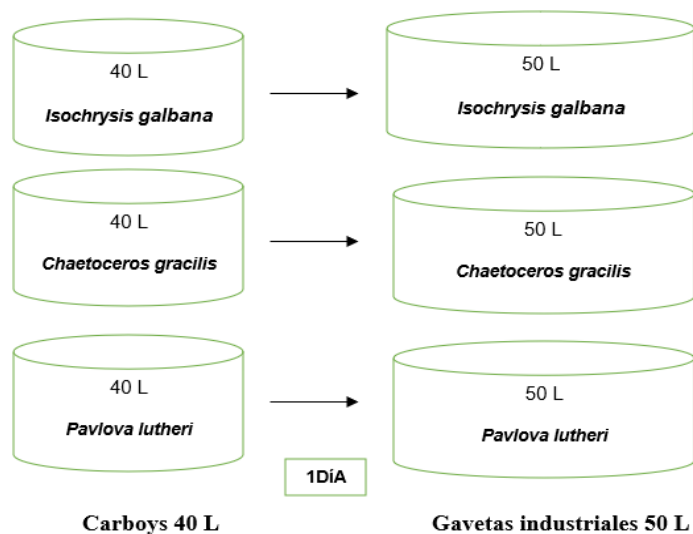 40 L
Isochrysis galbana
50 L
Isochrysis galbana
40 L
Chaetoceros gracilis
50 L
Chaetoceros gracilis
40 L
Pavlova lutheri
50 L
Pavlova lutheri
1DíA
Carboys 40 L
Gavetas industriales 50 L